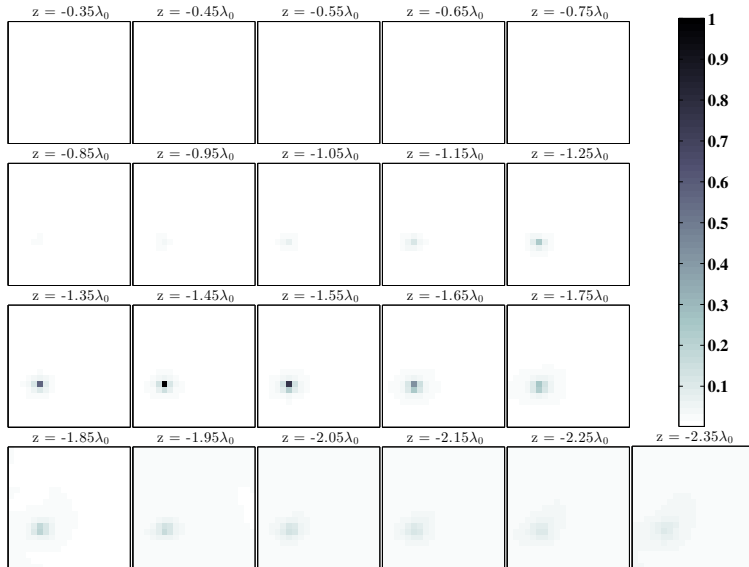 z = -0.35λ₀ z = -0.45λ₀ z = -0.55λ₀ z = -0.65λ₀ z = -0.75λ₀
z = -0.85λ₀ z = -0.95λ₀ z = -1.05λ₀ z = -1.15λ₀ z = -1.25λ₀
z = -1.35λ₀ z = -1.45λ₀ z = -1.55λ₀ z = -1.65λ₀ z = -1.75λ₀
z = -1.85λ₀ z = -1.95λ₀ z = -2.05λ₀ z = -2.15λ₀ z = -2.25λ₀ z = -2.35λ₀
1
0.9
0.8
0.7
0.6
0.5
0.4
0.3
0.2
0.1